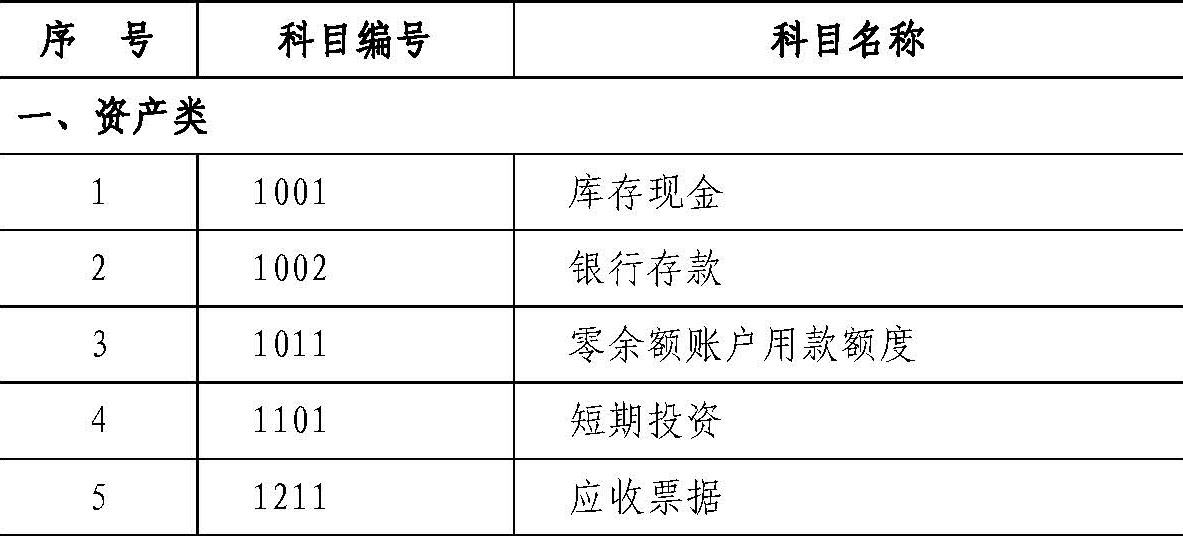 序 号 科目编号 科目名称
一、资产类
1 1001 库存现金
2 1002 银行存款
3 1011 零余额账户用款额度
4 1101 短期投资
5 1211 应收票据